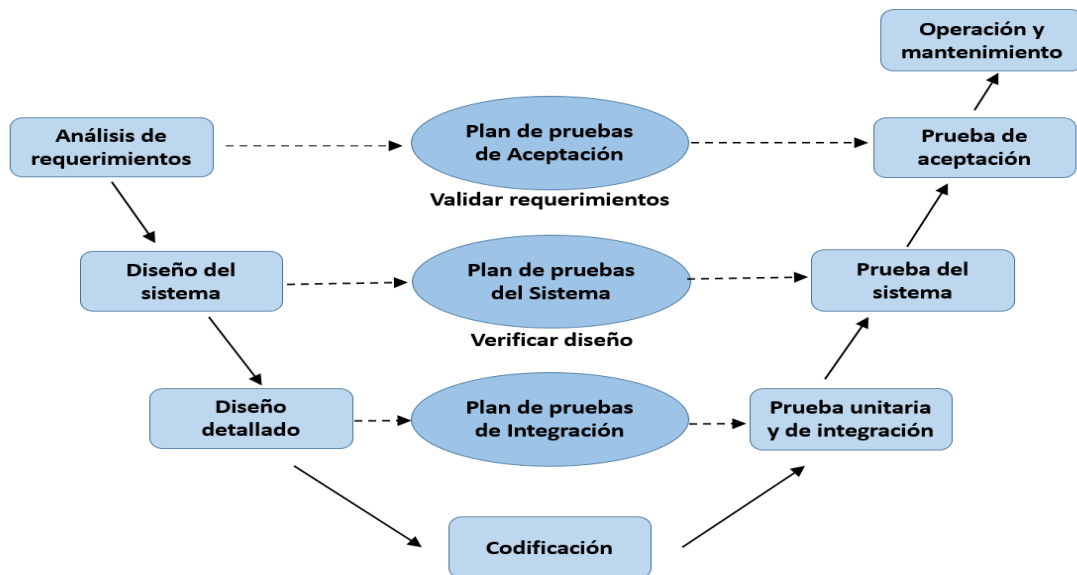 Operación y
mantenimiento
Análisis de
requerimientos
Plan de pruebas
de Aceptación
Prueba de
aceptación
Validar requerimientos
Diseño del
sistema
Plan de pruebas
del Sistema
Prueba del
sistema
Verificar diseño
Diseño
detallado
Plan de pruebas
de Integración
Prueba unitaria
y de integración
Codificación